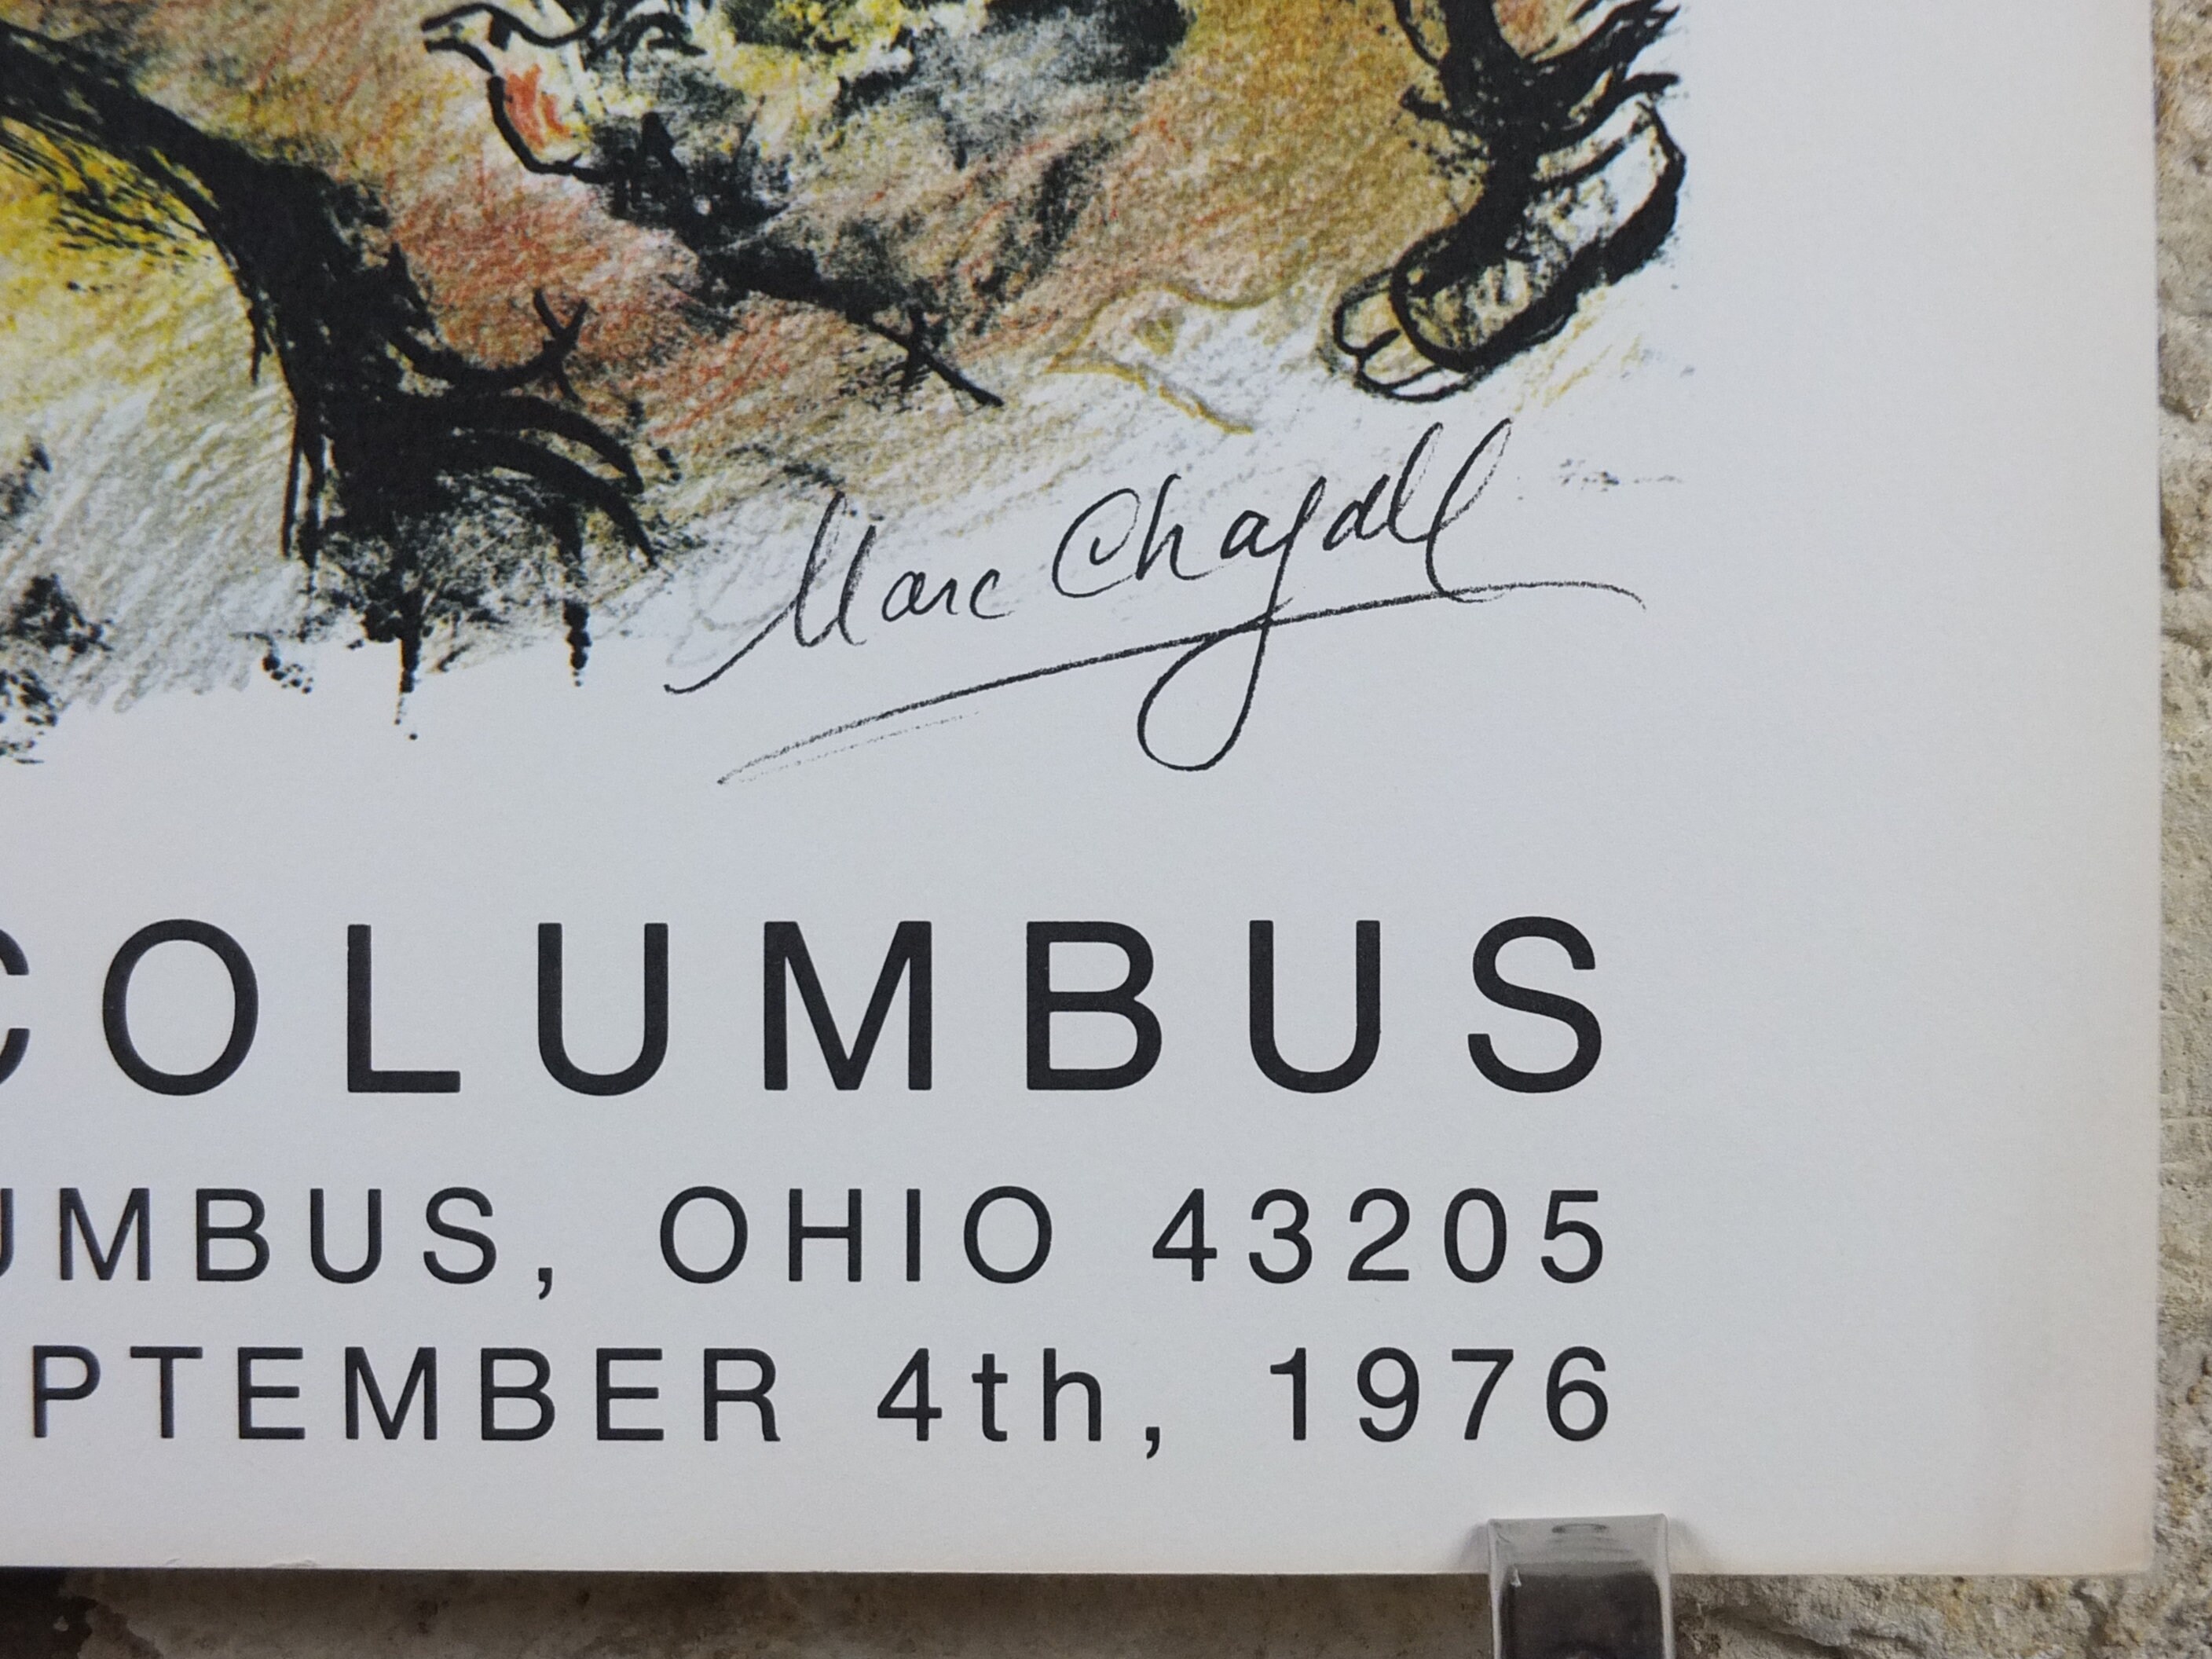 Marc Chagall
COLUMBUS
UMBUS, OHIO 43205
PTEMBER 4th, 1976